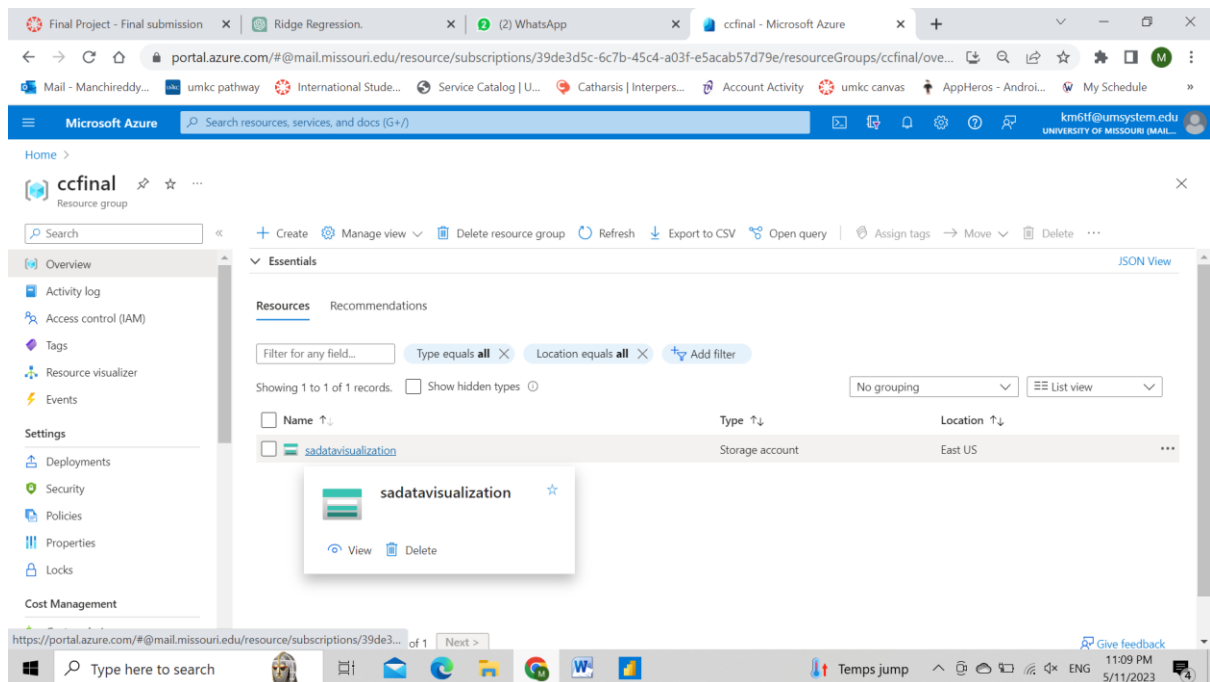 Final Project - Final submission
Ridge Regression.
(2) WhatsApp
ccfinal - Microsoft Azure
portal.azure.com/#@mail.missouri.edu/resource/subscriptions/39de3d5c-6c7b-45c4-a03f-e5acab57d79e/resourceGroups/ccfinal/ove...
M
Mail - Manchireddy... umkc pathway International Stude... Service Catalog | U... Catharsis | Interpers... Account Activity umkc canvas AppHeros - Androi... My Schedule »
Microsoft Azure
Search resources, services, and docs (G+/)
km6tf@umsystem.edu
UNIVERSITY OF MISSOURI (MAIL...
Home >
ccfinal ...
Resource group
Search «
Create Manage view Delete resource group Refresh Export to CSV Open query Assign tags Move Delete ...
Overview
Activity log
Access control (IAM)
Tags
Resource visualizer
Events
Settings
Deployments
Security
Policies
Properties
Locks
Cost Management
Essentials JSON View
Resources Recommendations
Filter for any field... Type equals all Location equals all Add filter
Showing 1 to 1 of 1 records. Show hidden types No grouping List view
Name ↑↓ Type ↑↓ Location ↑↓
sadatavisualization Storage account East US ...
sadatavisualization
View Delete
https://portal.azure.com/#@mail.missouri.edu/resource/subscriptions/39de3... of 1 Next > Give feedback
Type here to search Temps jump ENG 11:09 PM
5/11/2023
4